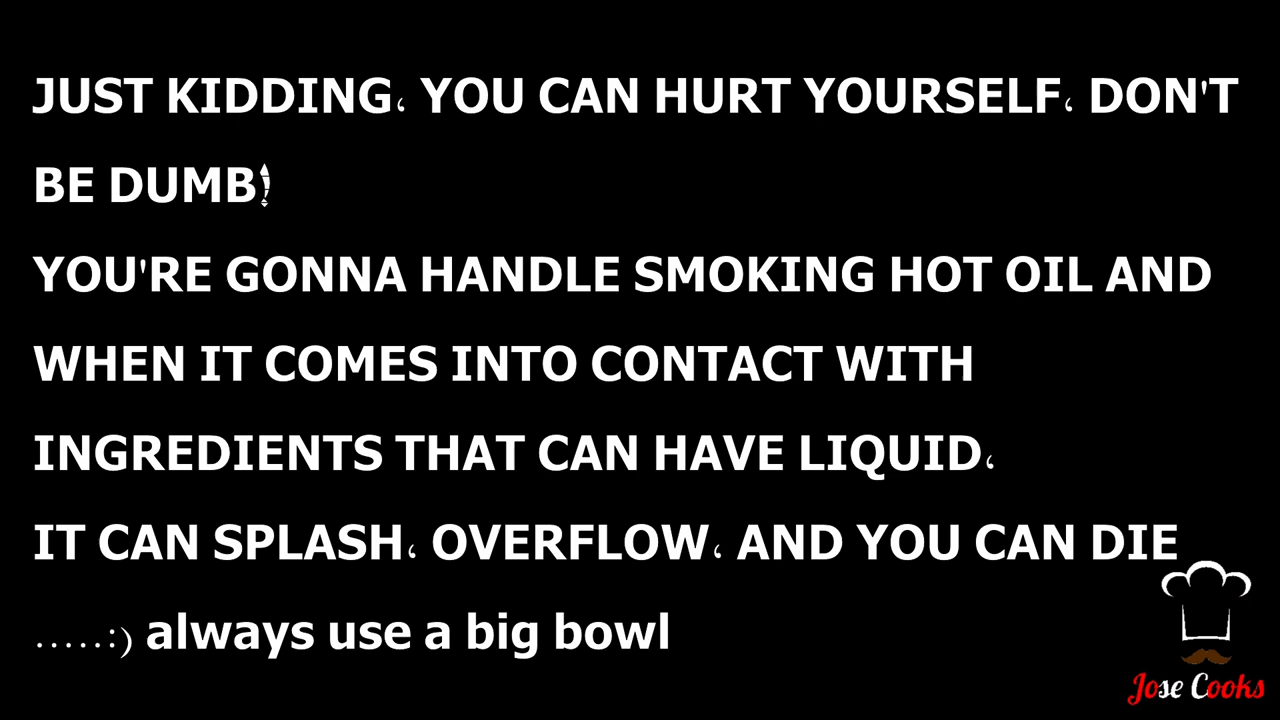 JUST KIDDING، YOU CAN HURT YOURSELF، DON'T
BE DUMB!
YOU'RE GONNA HANDLE SMOKING HOT OIL AND
WHEN IT COMES INTO CONTACT WITH
INGREDIENTS THAT CAN HAVE LIQUID،
IT CAN SPLASH، OVERFLOW، AND YOU CAN DIE
.....:) always use a big bowl
Jose Cooks